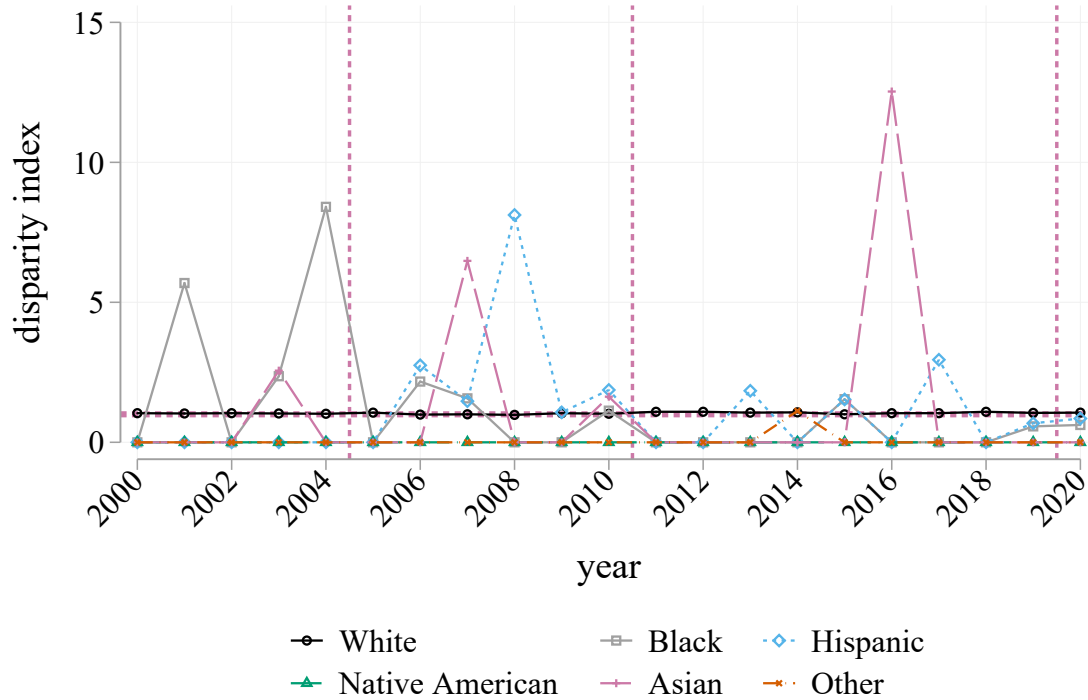 15
10
5
0
disparity index
2000 2002 2004 2006 2008 2010 2012 2014 2016 2018 2020
year
White Black Hispanic
Native American Asian Other